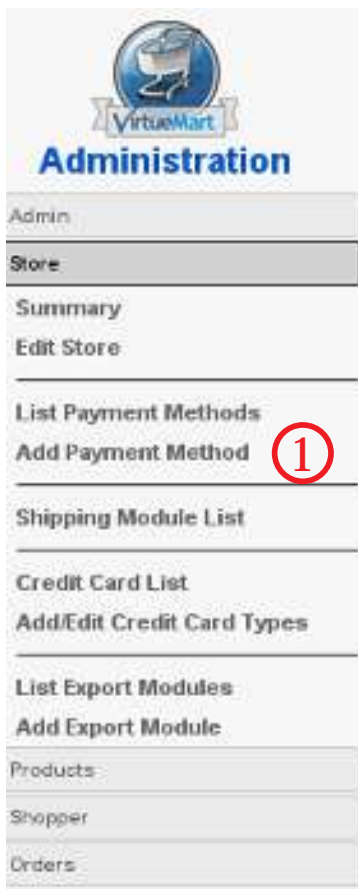 VirtueMart
Administration
Admin
Store
Summary
Edit Store
List Payment Methods
Add Payment Method 1
Shipping Module List
Credit Card List
Add/Edit Credit Card Types
List Export Modules
Add Export Module
Products
Shopper
Orders